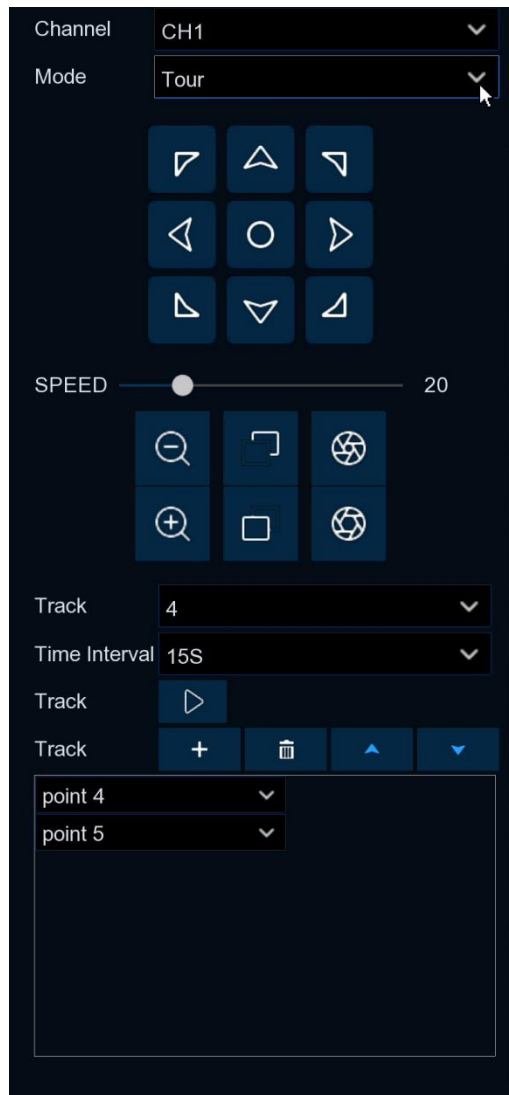 Channel CH1
Mode Tour
SPEED 20
Track 4
Time Interval 15S
Track
Track
point 4
point 5